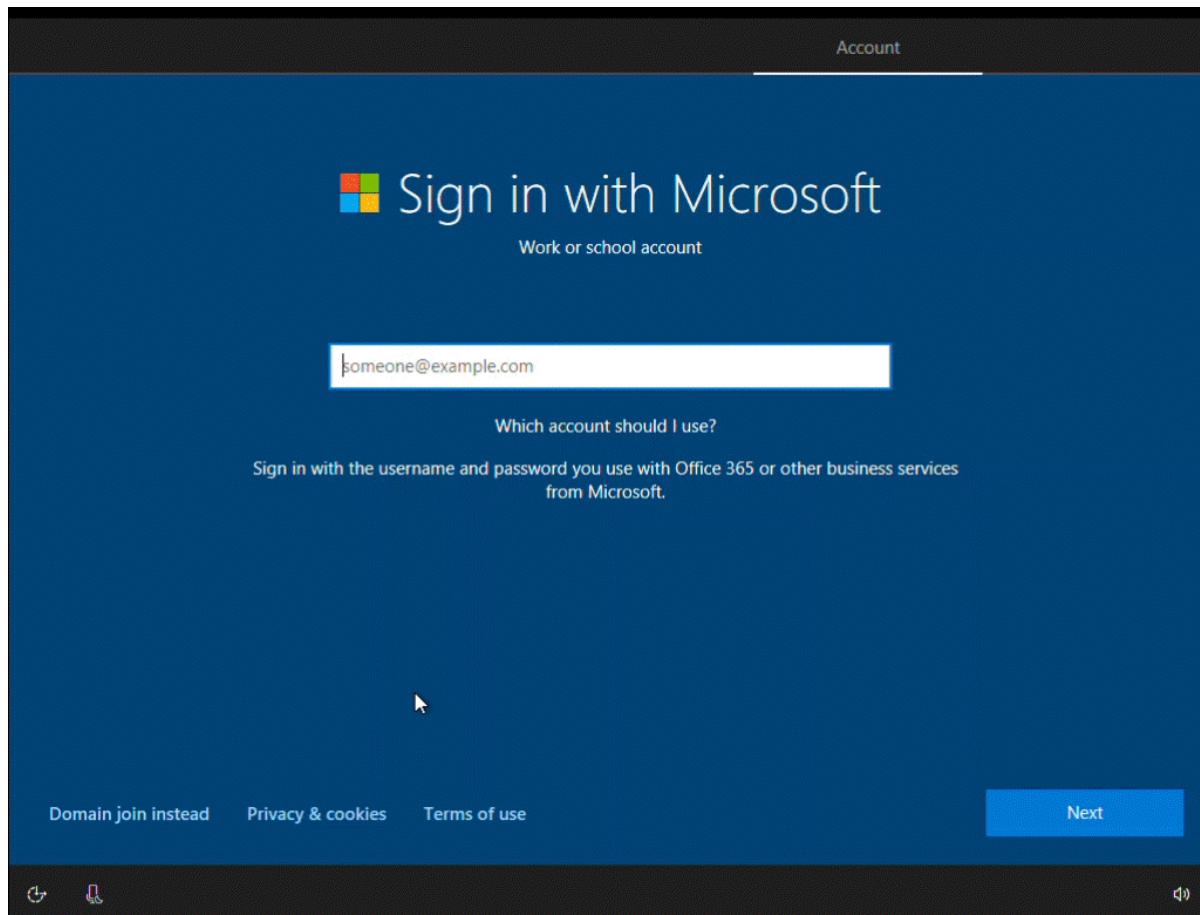 Account
Sign in with Microsoft
Work or school account
someone@example.com
Which account should I use?
Sign in with the username and password you use with Office 365 or other business services
from Microsoft.
Domain join instead Privacy & cookies Terms of use Next